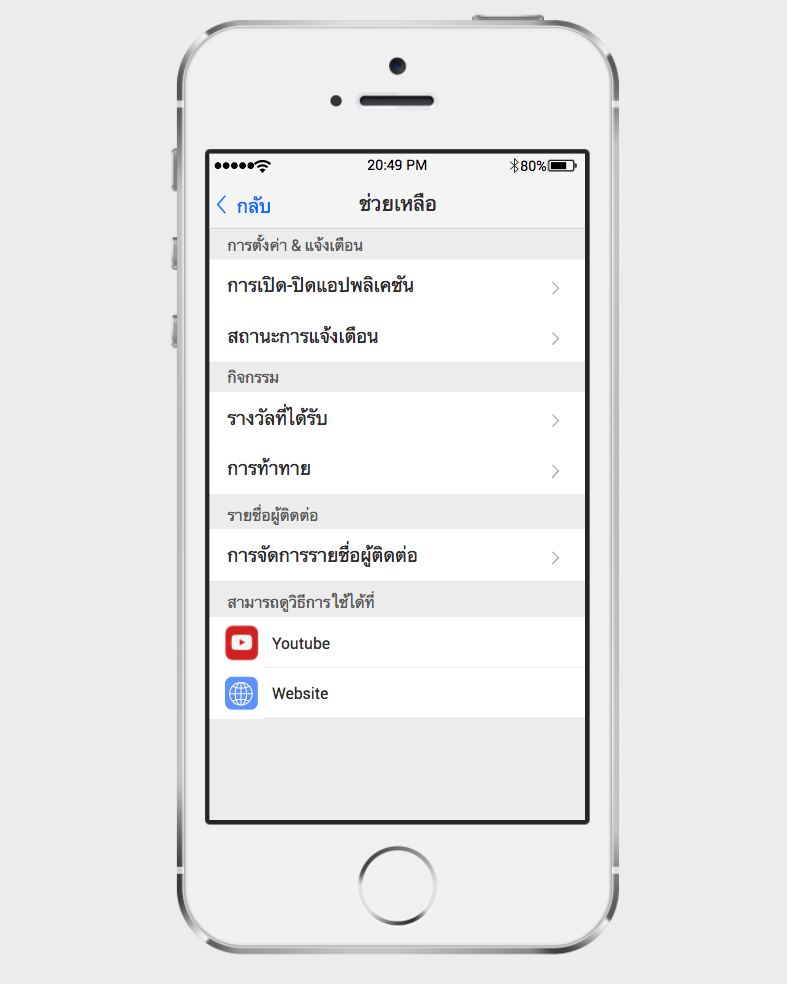 20:49 PM 80%
กลับ ช่วยเหลือ
การตั้งค่า & แจ้งเตือน
การเปิด-ปิดแอปพลิเคชัน
สถานะการแจ้งเตือน
กิจกรรม
รางวัลที่ได้รับ
การท้าทาย
รายชื่อผู้ติดต่อ
การจัดการรายชื่อผู้ติดต่อ
สามารถดูวิธีการใช้ได้ที่
Youtube
Website